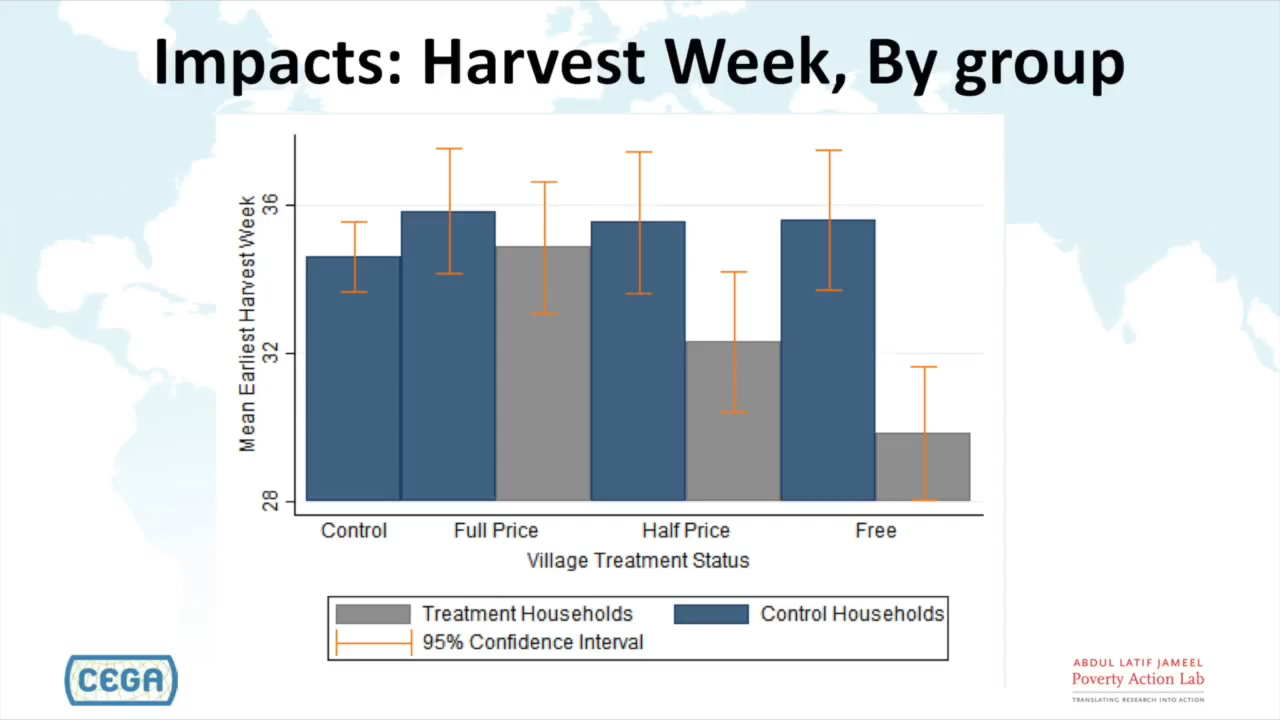 Impacts: Harvest Week, By group
Mean Earliest Harvest Week
36
32
28
Control
Full Price
Half Price
Free
Village Treatment Status
Treatment Households
Control Households
95% Confidence Interval
CEGA
ABDUL LATIF JAMEEL
Poverty Action Lab
TRANSLATING RESEARCH INTO ACTION